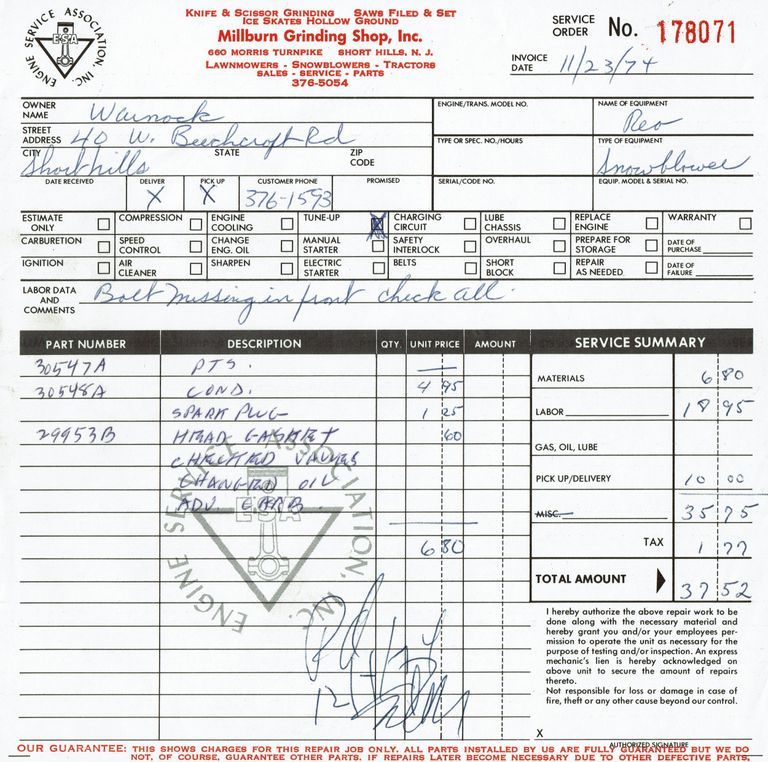 ENGINE SERVICE ASSOCIATION, INC.
ESA
KNIFE & SCISSOR GRINDING SAWS FILED & SET
ICE SKATES HOLLOW GROUND
Millburn Grinding Shop, Inc.
660 MORRIS TURNPIKE SHORT HILLS, N. J.
LAWNMOWERS - SNOWBLOWERS - TRACTORS
SALES - SERVICE - PARTS
376-5054
SERVICE ORDER No. 178071
INVOICE DATE 11/23/74
OWNER NAME Warnock
STREET ADDRESS 40 W. Beechcroft Rd
CITY Short hills STATE ZIP CODE
ENGINE/TRANS. MODEL NO.
NAME OF EQUIPMENT Reo
TYPE OR SPEC. NO./HOURS
TYPE OF EQUIPMENT Snowblower
DATE RECEIVED DELIVER X PICK UP X CUSTOMER PHONE 376-1593 PROMISED
SERIAL/CODE NO. EQUIP. MODEL & SERIAL NO.
ESTIMATE ONLY COMPRESSION ENGINE COOLING TUNE-UP X CHARGING CIRCUIT LUBE CHASSIS REPLACE ENGINE WARRANTY
CARBURETION SPEED CONTROL CHANGE ENG. OIL MANUAL STARTER SAFETY INTERLOCK OVERHAUL PREPARE FOR STORAGE DATE OF PURCHASE
IGNITION AIR CLEANER SHARPEN ELECTRIC STARTER BELTS SHORT BLOCK REPAIR AS NEEDED DATE OF FAILURE
LABOR DATA AND COMMENTS Bolt missing in front check all.
PART NUMBER DESCRIPTION QTY. UNIT PRICE AMOUNT SERVICE SUMMARY
30547A PTS.
30548A COND. 4 95
SPARK PLUG 1 25
29953B HEAD GASKET 60
CHECKED VALVES
CHANGED OIL
ADJ. CARB.
6 80
ENGINE SERVICE ASSOCIATION, INC.
ESA
MATERIALS 6 80
LABOR 18 95
GAS, OIL, LUBE
PICK UP/DELIVERY 10 00
MISC. 35 75
TAX 1 77
TOTAL AMOUNT 37 52
Pd
12
I hereby authorize the above repair work to be
done along with the necessary material and
hereby grant you and/or your employees per-
mission to operate the unit as necessary for the
purpose of testing and/or inspection. An express
mechanic's lien is hereby acknowledged on
above unit to secure the amount of repairs
thereto.
Not responsible for loss or damage in case of
fire, theft or any other cause beyond our control.
X
AUTHORIZED SIGNATURE
OUR GUARANTEE: THIS SHOWS CHARGES FOR THIS REPAIR JOB ONLY. ALL PARTS INSTALLED BY US ARE FULLY GUARANTEED BUT WE DO
NOT, OF COURSE, GUARANTEE OTHER PARTS. IF REPAIRS LATER BECOME NECESSARY DUE TO OTHER DEFECTIVE PARTS,